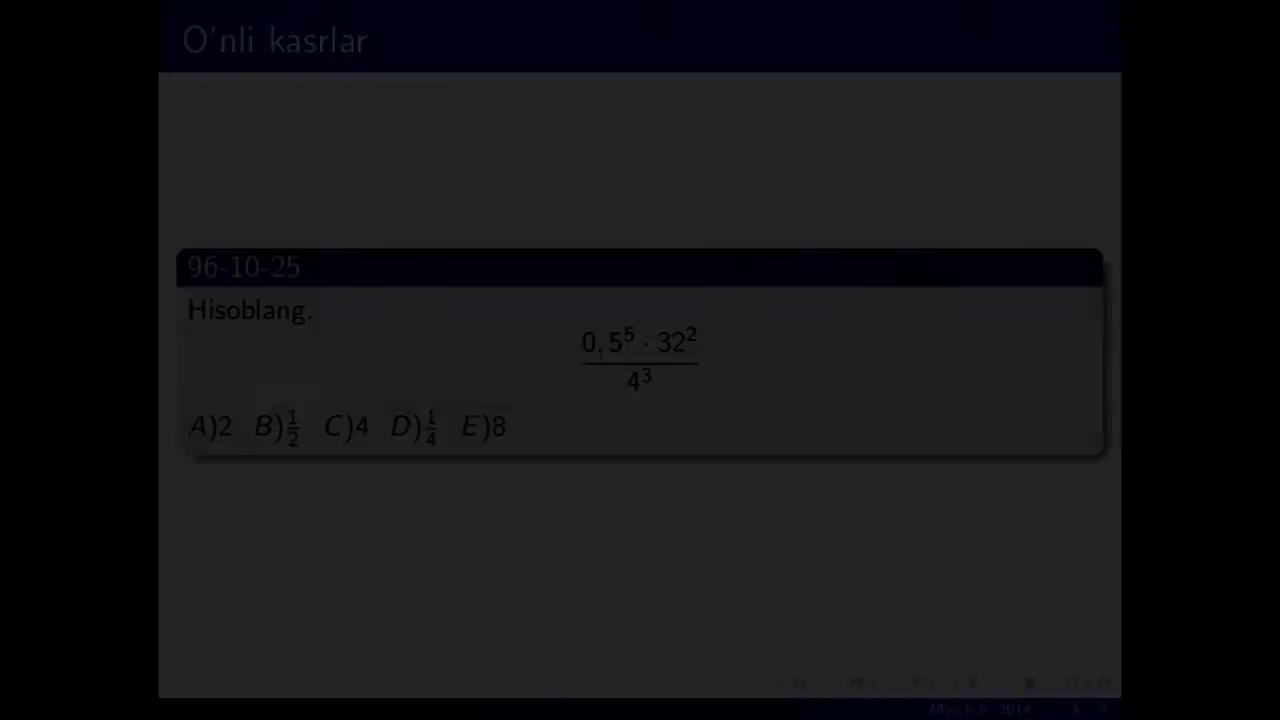 O'nli kasrlar
96-10-25
Hisoblang.
0,5⁵ · 32²
4³
A)2 B)1/2 C)4 D)1/4 E)8